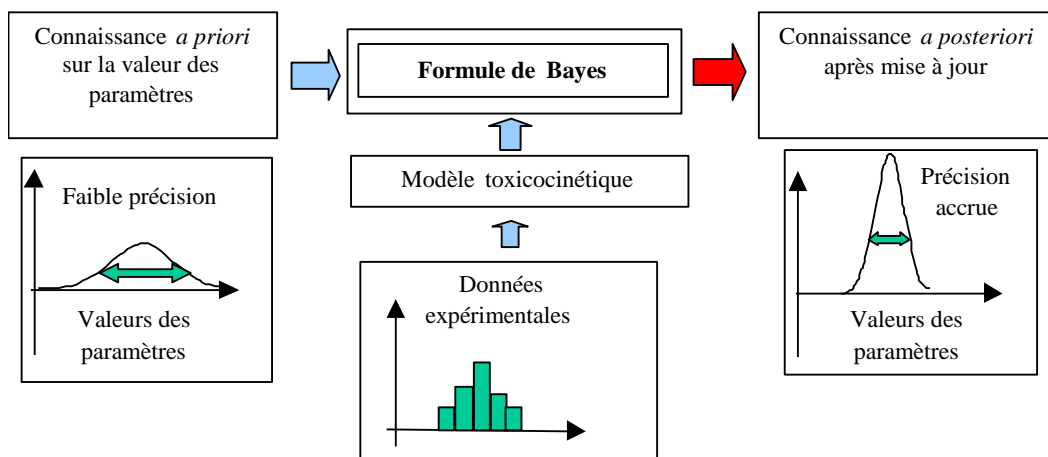 Connaissance a priori
sur la valeur des
paramètres
Formule de Bayes
Connaissance a posteriori
après mise à jour
Faible précision
Valeurs des
paramètres
Modèle toxicocinétique
Données
expérimentales
Précision
accrue
Valeurs des
paramètres